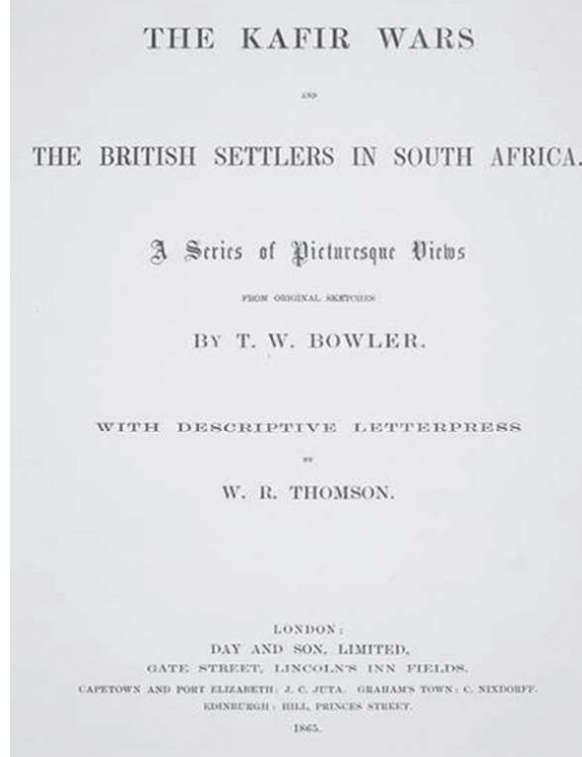 THE KAFIR WARS
AND
THE BRITISH SETTLERS IN SOUTH AFRICA.
A Series of Picturesque Views
FROM ORIGINAL SKETCHES
BY T. W. BOWLER.
WITH DESCRIPTIVE LETTERPRESS
BY
W. R. THOMSON.
LONDON:
DAY AND SON, LIMITED,
GATE STREET, LINCOLN'S INN FIELDS.
CAPETOWN AND PORT ELIZABETH: J. C. JUTA. GRAHAM'S TOWN: C. NIXDORFF.
EDINBURGH: HILL, PRINCES STREET.
1865.